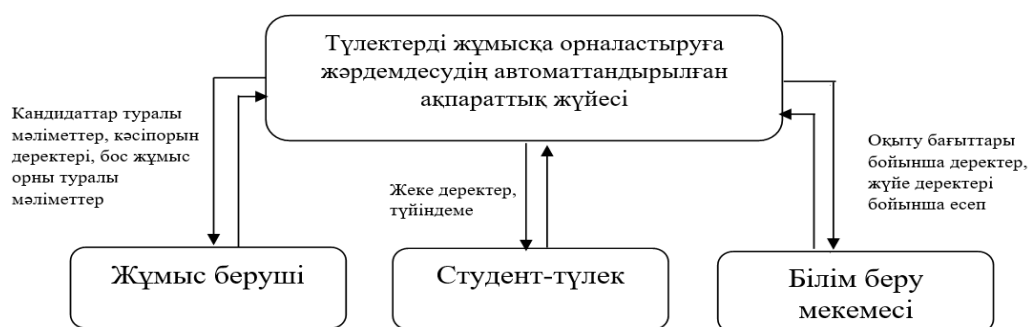 Түлектерді жұмысқа орналастыруға
жәрдемдесудің автоматтандырылған
ақпараттық жүйесі
Кандидаттар туралы
мәліметтер, кәсіпорын
деректері, бос жұмыс
орны туралы
мәліметтер
Жеке деректер,
түйіндеме
Оқыту бағыттары
бойынша деректер,
жүйе деректері
бойынша есеп
Жұмыс беруші
Студент-түлек
Білім беру
мекемесі